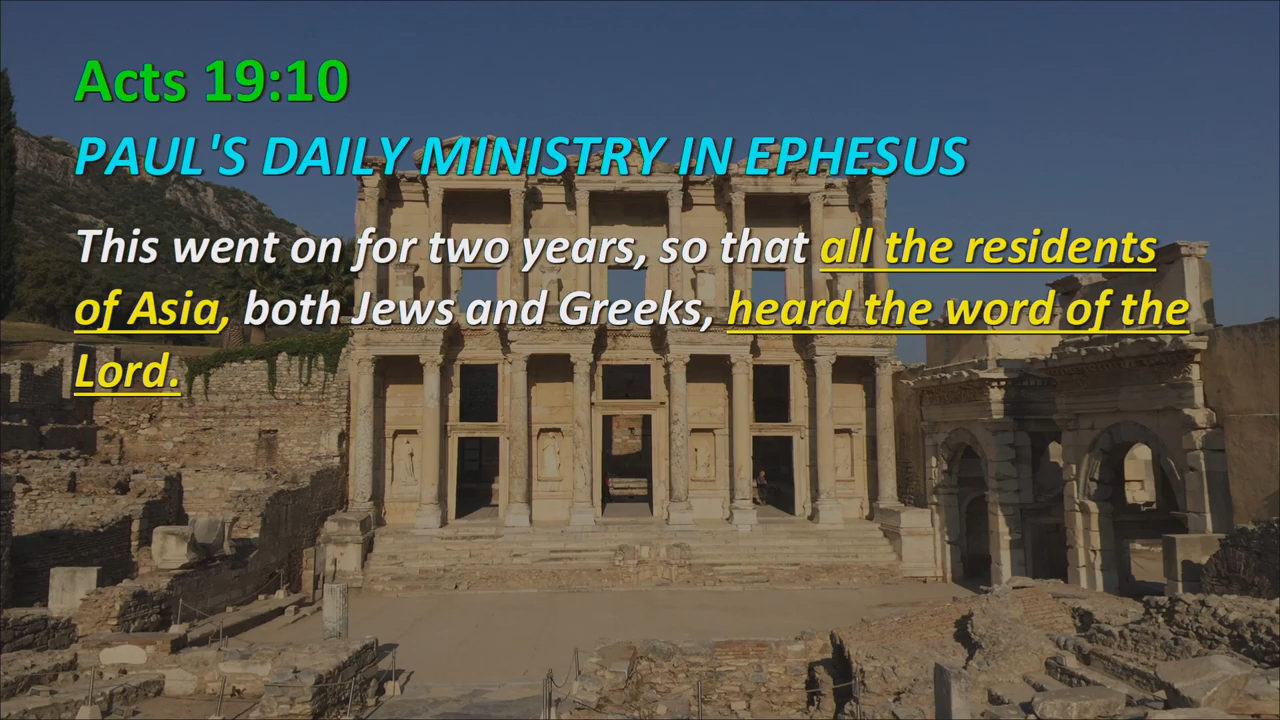 Acts 19:10
PAUL'S DAILY MINISTRY IN EPHESUS
This went on for two years, so that all the residents
of Asia, both Jews and Greeks, heard the word of the
Lord.